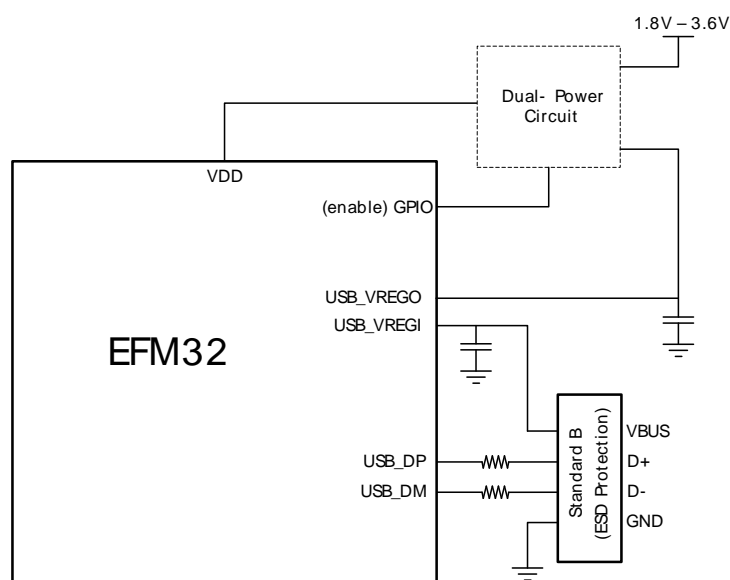 1.8V – 3.6V
Dual- Power
Circuit
VDD
(enable) GPIO
USB_VREGO
USB_VREGI
EFM32
USB_DP
USB_DM
Standard B
(ESD Protection)
VBUS
D+
D-
GND